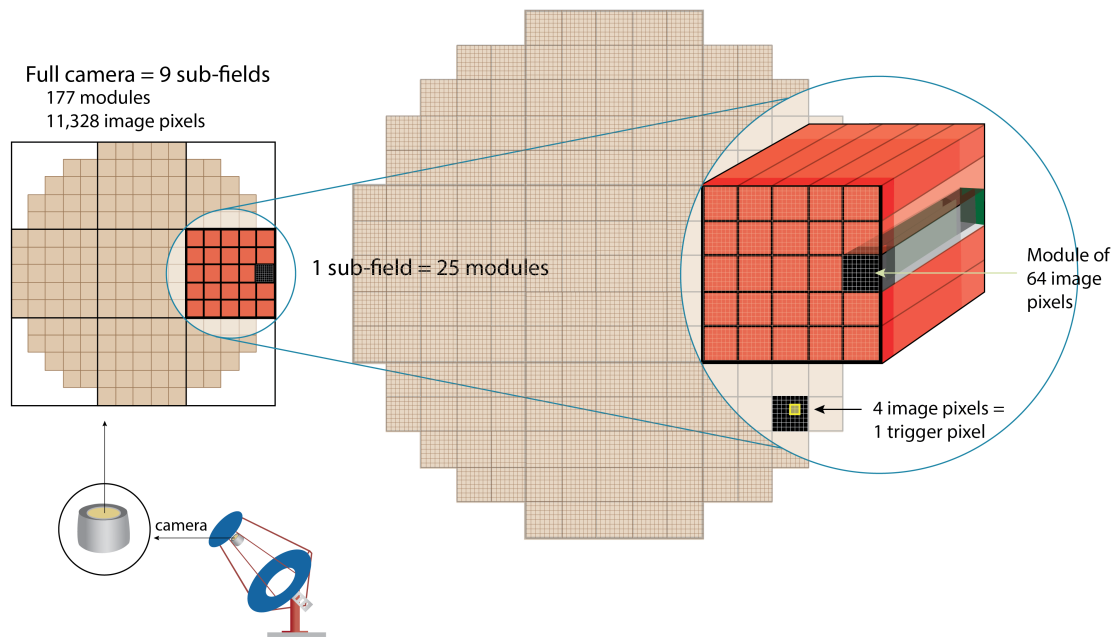 Full camera = 9 sub-fields
177 modules
11,328 image pixels
1 sub-field = 25 modules
Module of
64 image
pixels
4 image pixels =
1 trigger pixel
camera